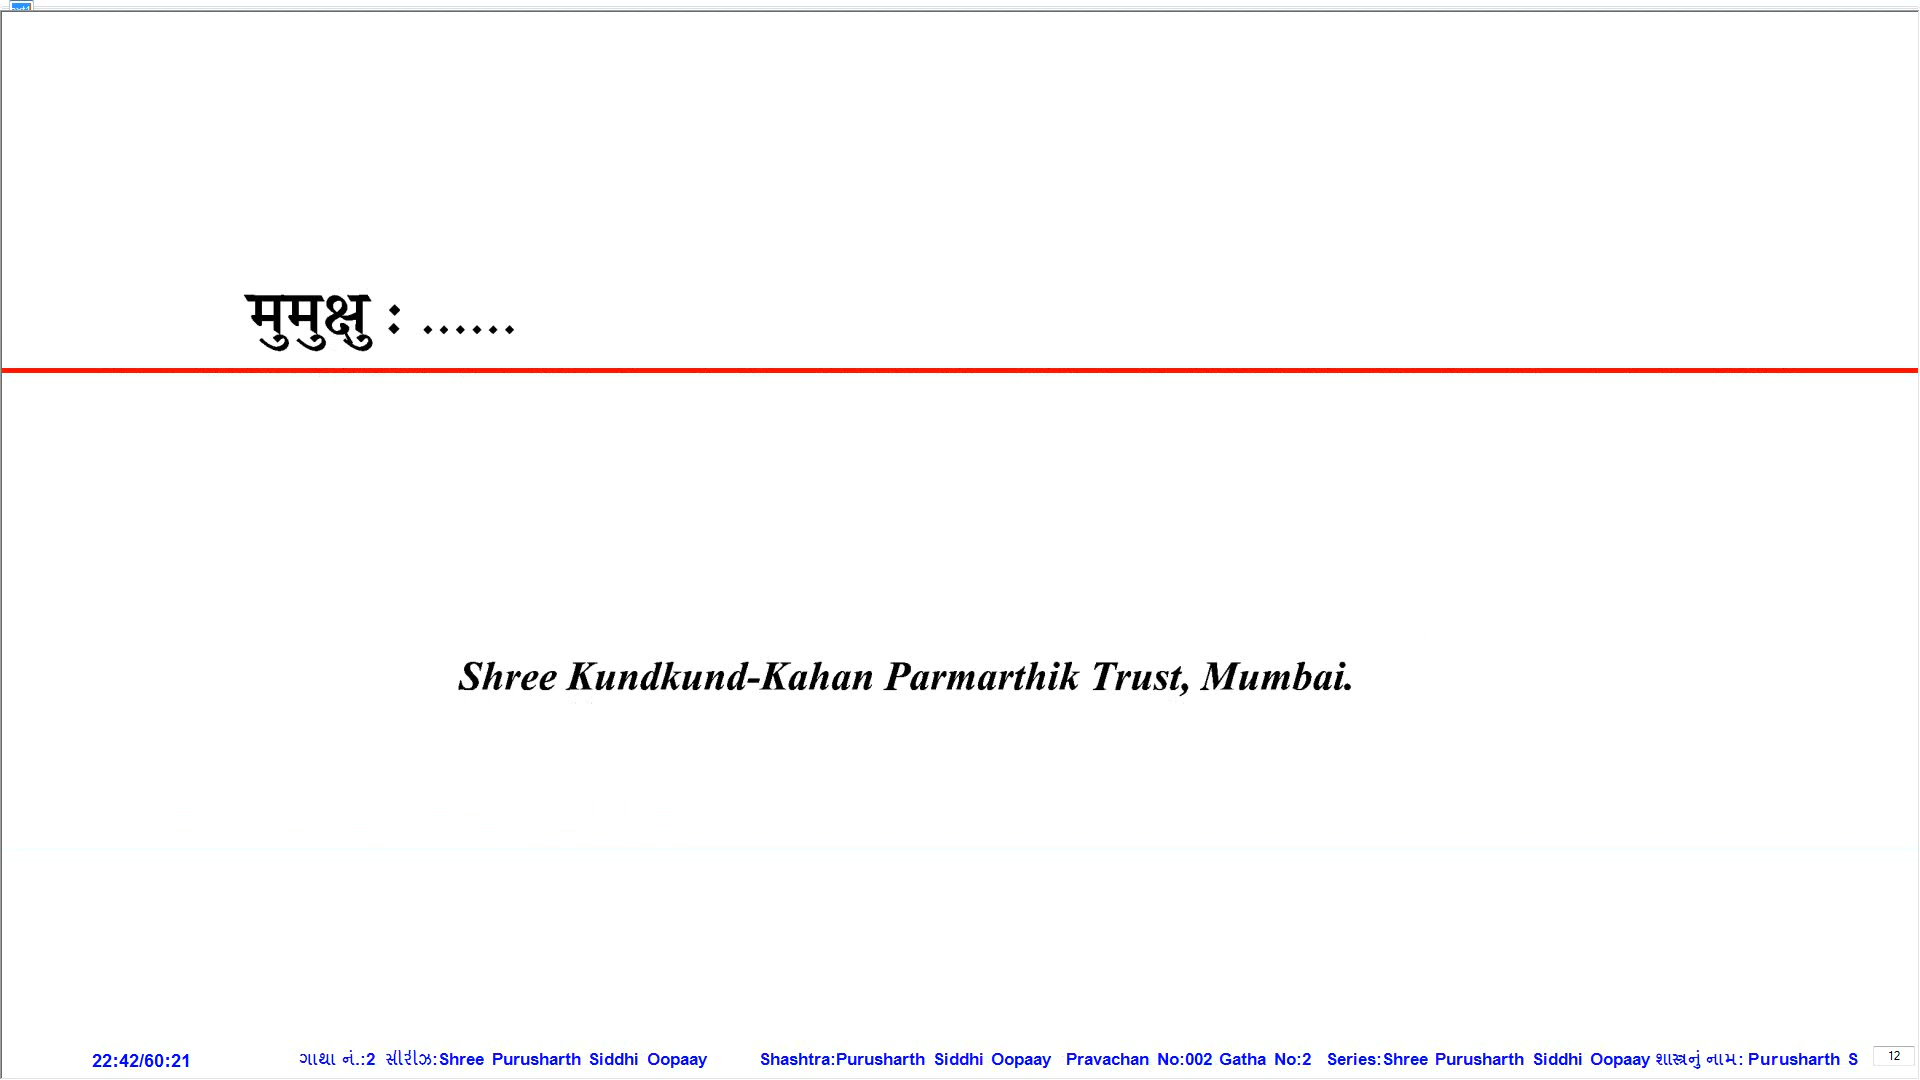 मुमुक्षु : ......
Shree Kundkund-Kahan Parmarthik Trust, Mumbai.
22:42/60:21 ગાથા નં.:2 સીરીઝ:Shree Purusharth Siddhi Oopaay Shashtra:Purusharth Siddhi Oopaay Pravachan No:002 Gatha No:2 Series:Shree Purusharth Siddhi Oopaay શાસ્ત્રનું નામ: Purusharth S 12